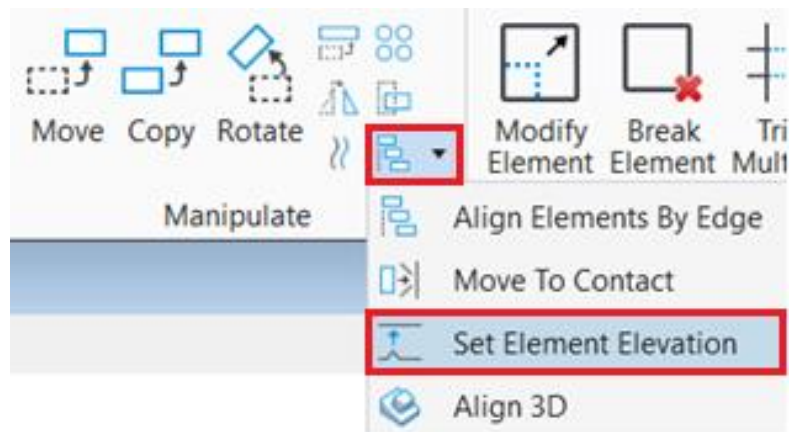 Move Copy Rotate Modify Break
Element Element
Manipulate
Align Elements By Edge
Move To Contact
Set Element Elevation
Align 3D